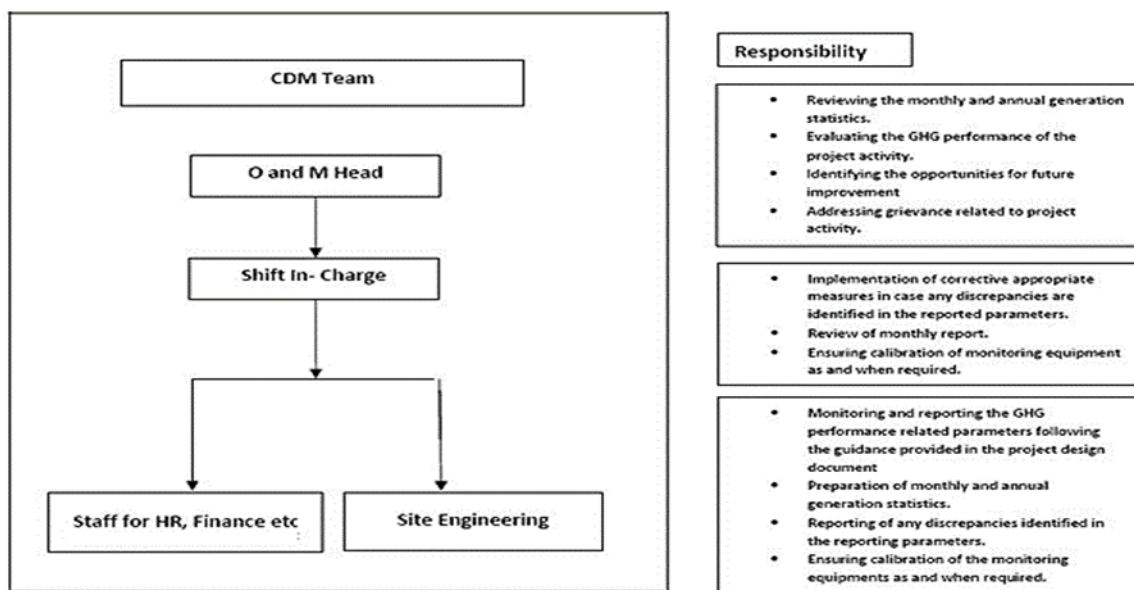 CDM Team
O and M Head
Shift In- Charge
Staff for HR, Finance etc
Site Engineering
Responsibility
• Reviewing the monthly and annual generation
statistics.
• Evaluating the GHG performance of the
project activity.
• Identifying the opportunities for future
improvement
• Addressing grievance related to project
activity.
• Implementation of corrective appropriate
measures in case any discrepancies are
identified in the reported parameters.
• Review of monthly report.
• Ensuring calibration of monitoring equipment
as and when required.
• Monitoring and reporting the GHG
performance related parameters following
the guidance provided in the project design
document
• Preparation of monthly and annual
generation statistics.
• Reporting of any discrepancies identified in
the reporting parameters.
• Ensuring calibration of the monitoring
equipments as and when required.